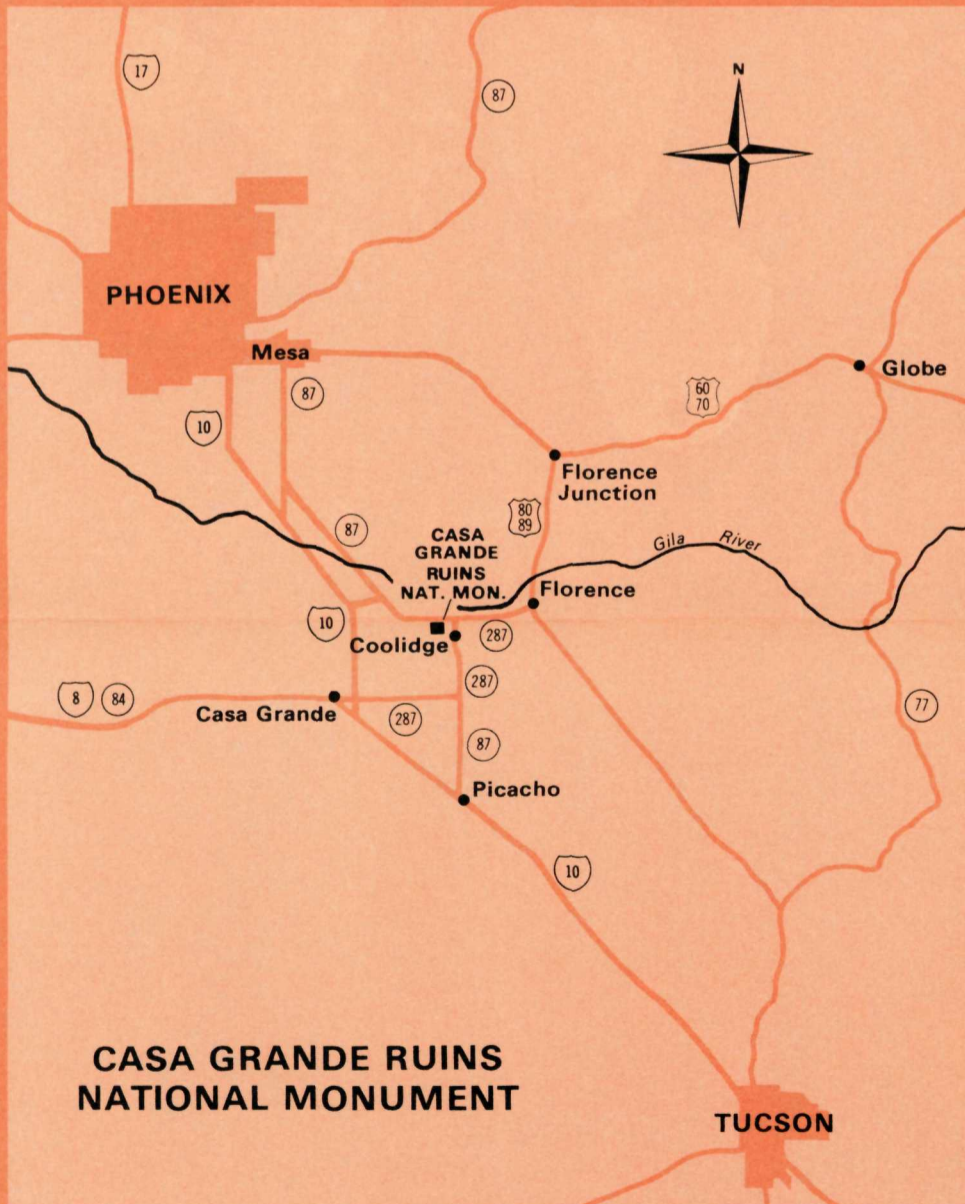 17
87
N
PHOENIX
Mesa
Globe
87
60
70
10
Florence
Junction
80
89
87
CASA
GRANDE
RUINS
NAT. MON.
Gila River
Florence
10
Coolidge
287
287
8
84
Casa Grande
287
77
87
Picacho
10
CASA GRANDE RUINS
NATIONAL MONUMENT
TUCSON